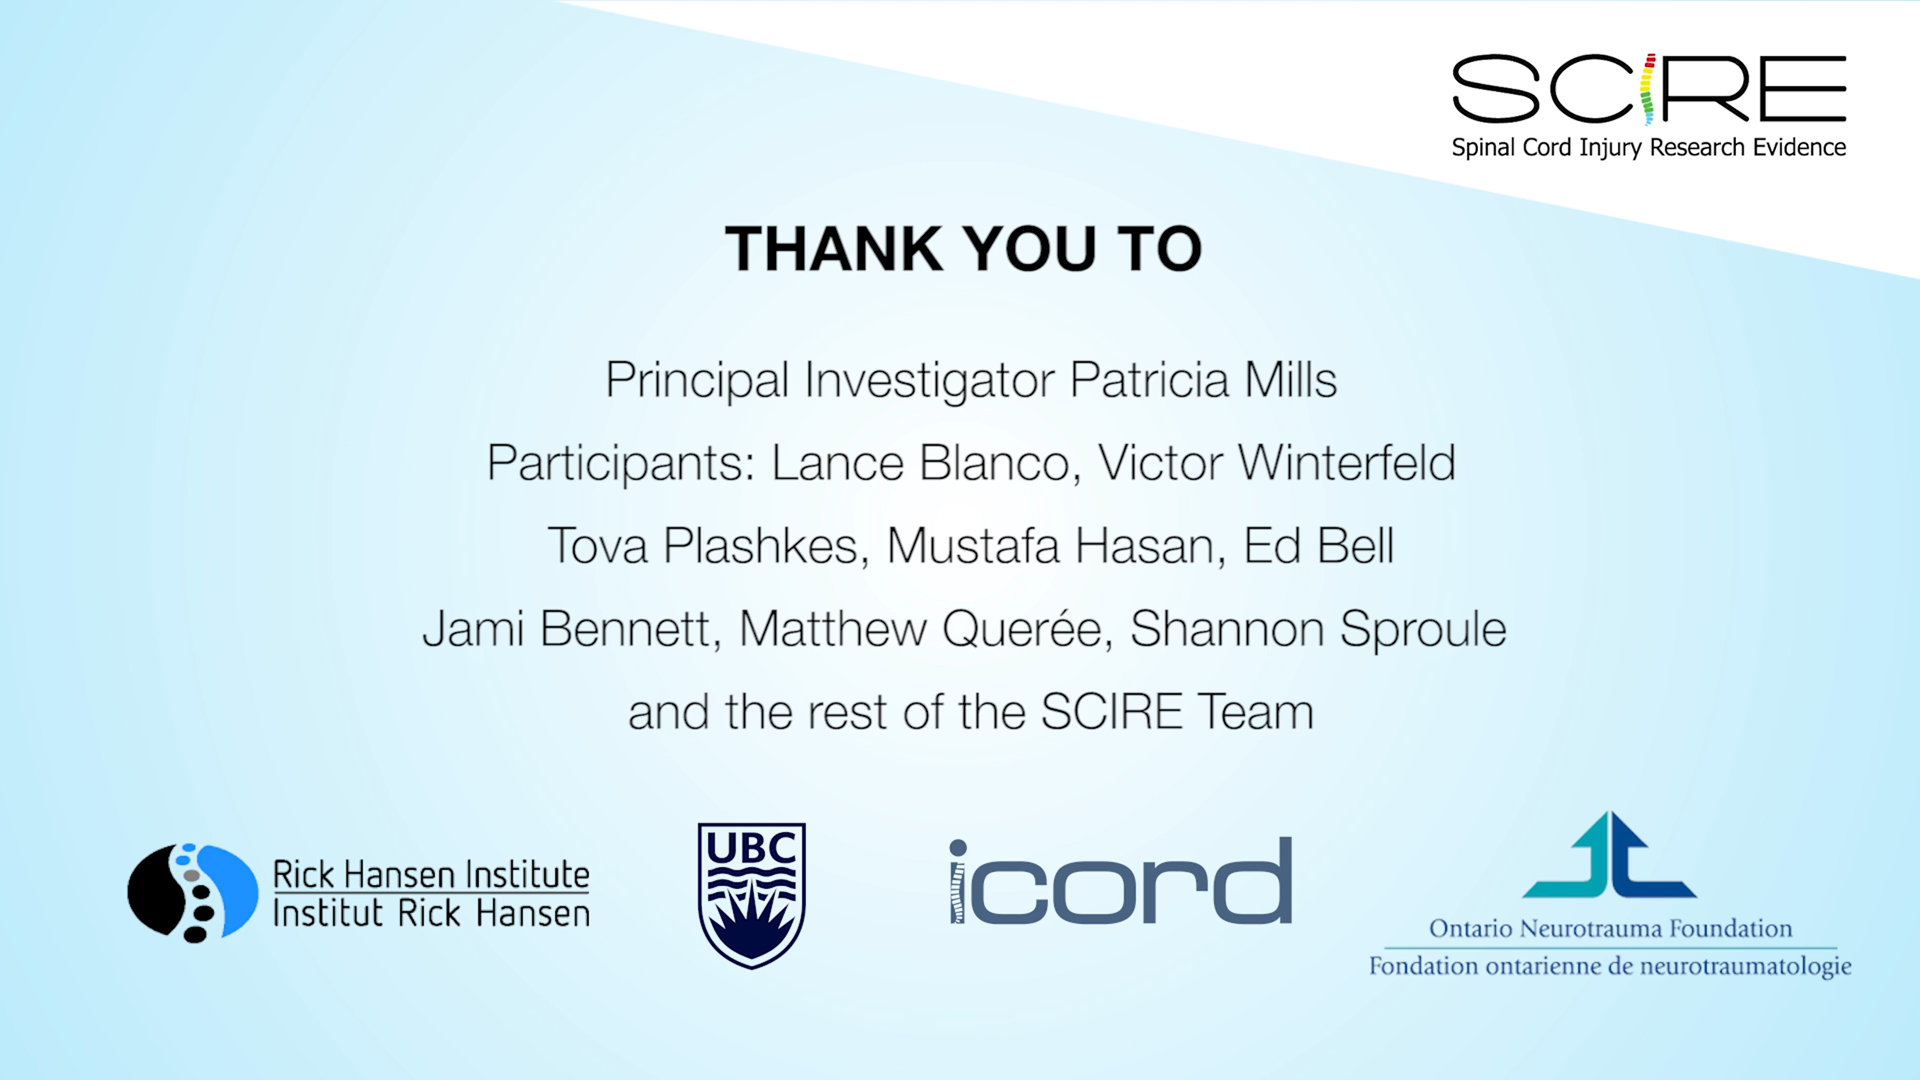 SCIRE
Spinal Cord Injury Research Evidence
THANK YOU TO
Principal Investigator Patricia Mills
Participants: Lance Blanco, Victor Winterfeld
Tova Plashkes, Mustafa Hasan, Ed Bell
Jami Bennett, Matthew Querée, Shannon Sproule
and the rest of the SCIRE Team
Rick Hansen Institute
Institut Rick Hansen
UBC
icord
Ontario Neurotrauma Foundation
Fondation ontarienne de neurotraumatologie